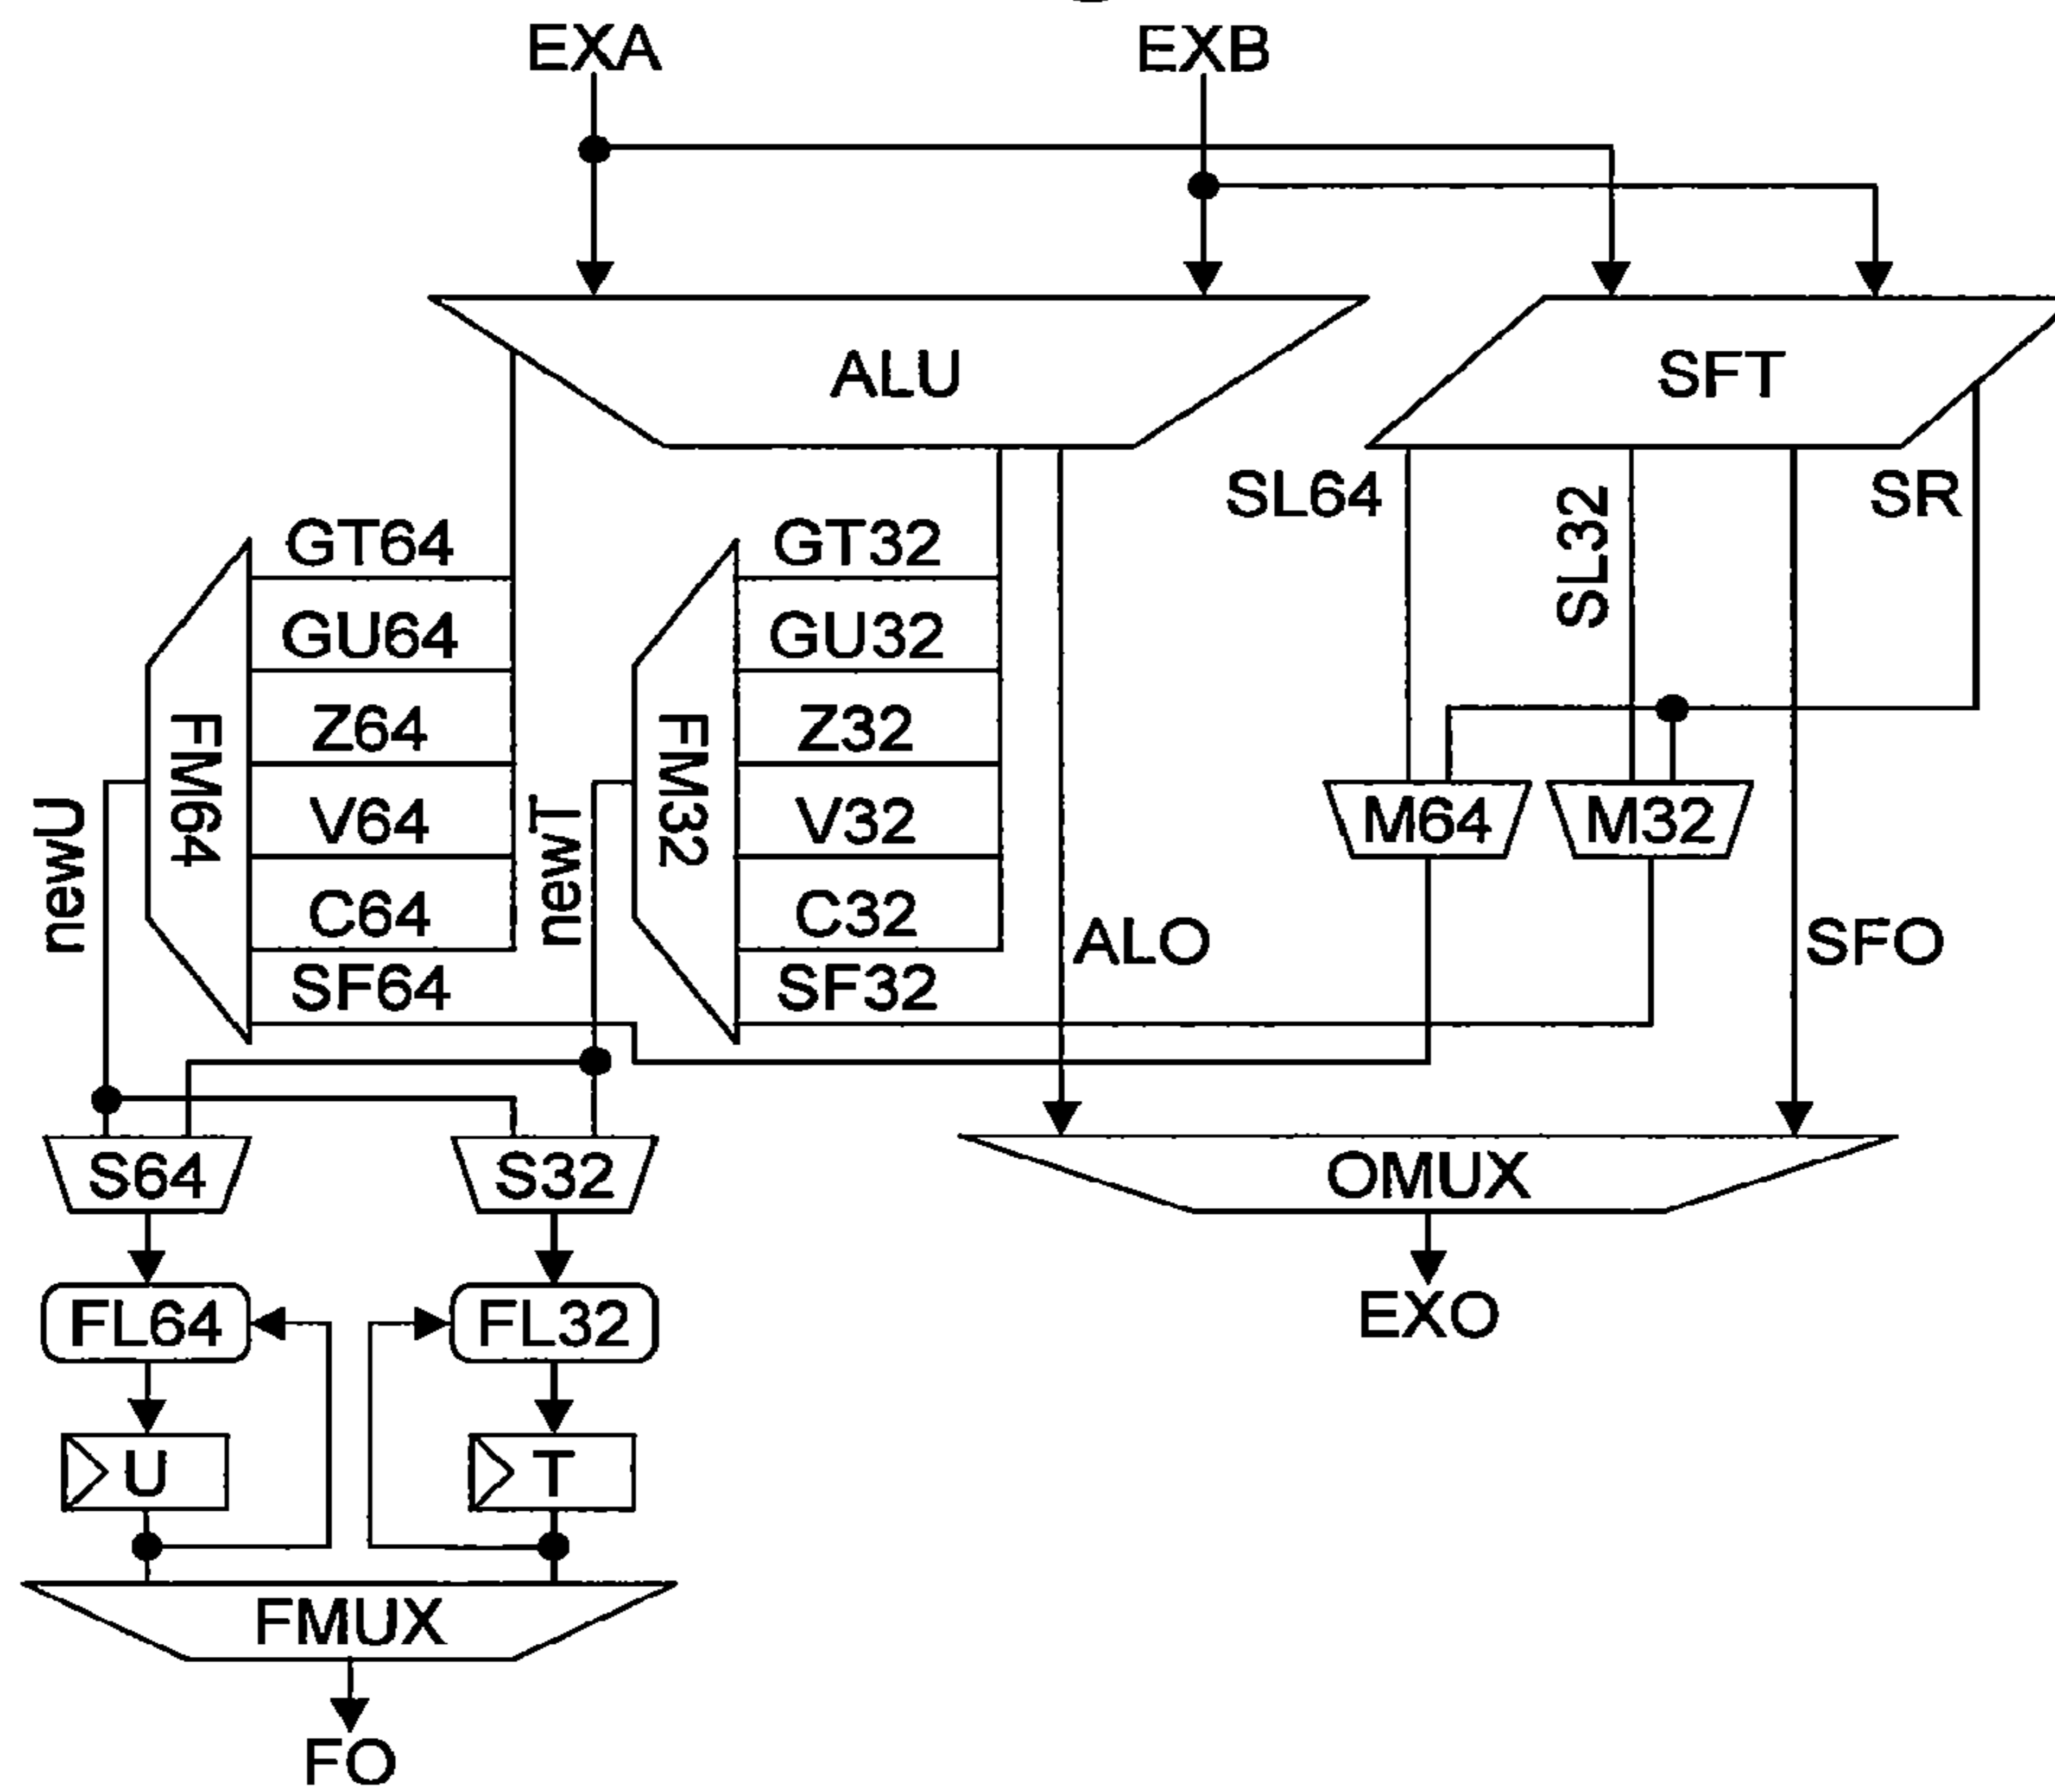 EXA EXB
ALU SFT
SL64 SL32 SR
GT64 GT32
GU64 GU32
Z64 Z32
FM64 FM32
V64 V32
M64 M32
newU newT
C64 C32
ALO SFO
SF64 SF32
S64 S32 OMUX
FL64 FL32 EXO
U T
FMUX
FO